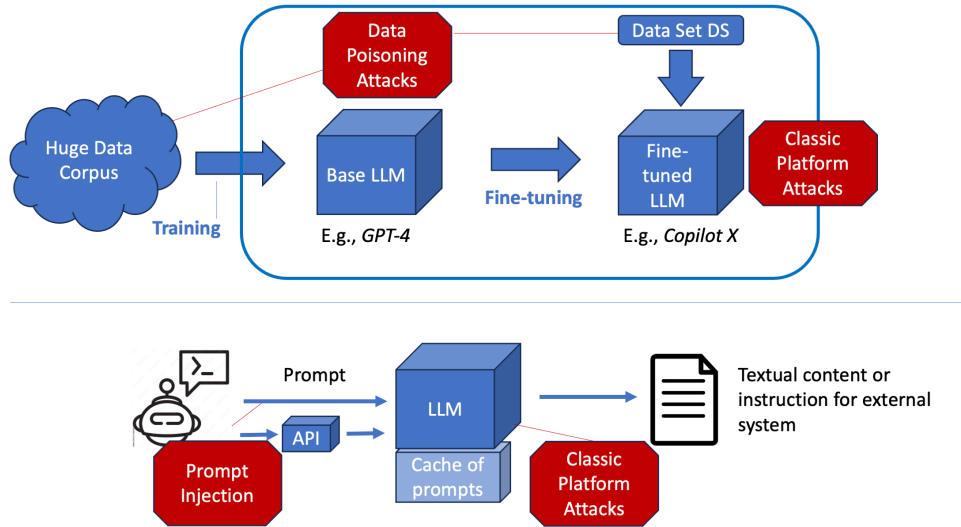 Data
Poisoning
Attacks
Data Set DS
Huge Data
Corpus
Base LLM
Fine-
tuned
LLM
Classic
Platform
Attacks
Training
Fine-tuning
E.g., GPT-4
E.g., Copilot X
>_
Prompt
LLM
API
Textual content or
instruction for external
system
Prompt
Injection
Cache of
prompts
Classic
Platform
Attacks